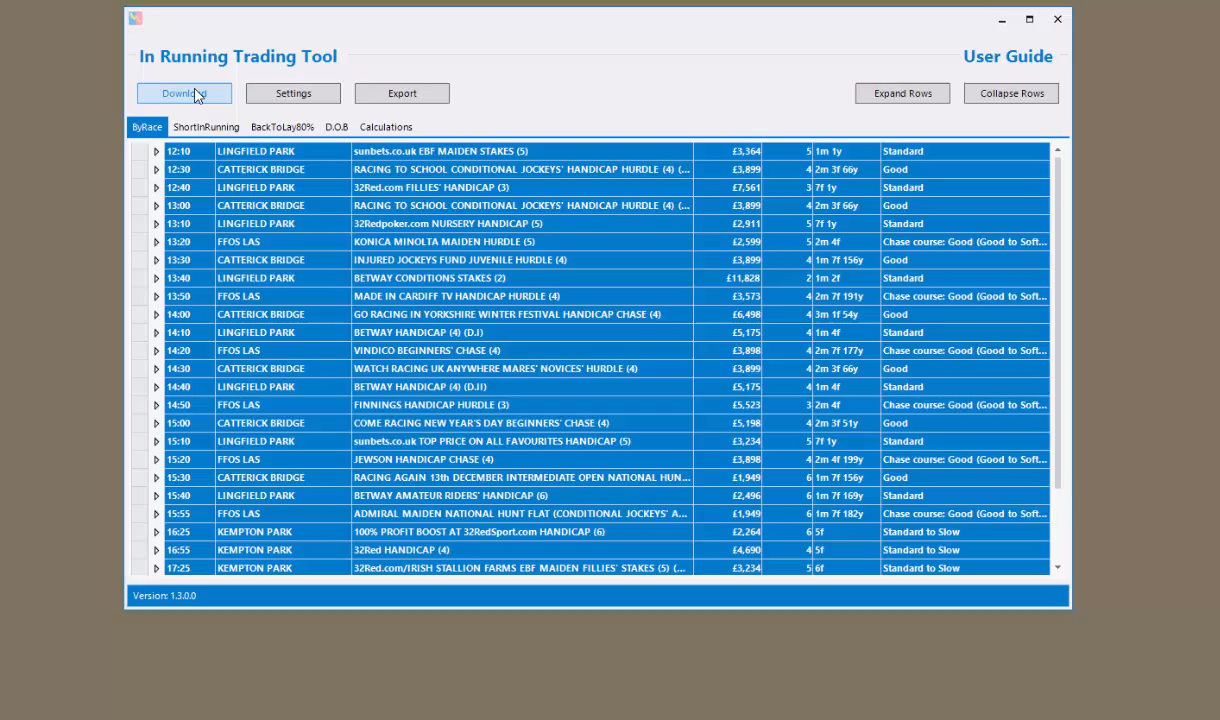 In Running Trading Tool User Guide
Download Settings Export Expand Rows Collapse Rows
ByRace ShortInRunning BackToLay80% D.O.B Calculations
12:10 LINGFIELD PARK sunbets.co.uk EBF MAIDEN STAKES (5) £3,364 5 1m 1y Standard
12:30 CATTERICK BRIDGE RACING TO SCHOOL CONDITIONAL JOCKEYS' HANDICAP HURDLE (4) (... £3,899 4 2m 3f 66y Good
12:40 LINGFIELD PARK 32Red.com FILLIES' HANDICAP (3) £7,561 3 7f 1y Standard
13:00 CATTERICK BRIDGE RACING TO SCHOOL CONDITIONAL JOCKEYS' HANDICAP HURDLE (4) (... £3,899 4 2m 3f 66y Good
13:10 LINGFIELD PARK 32Redpoker.com NURSERY HANDICAP (5) £2,911 5 7f 1y Standard
13:20 FFOS LAS KONICA MINOLTA MAIDEN HURDLE (5) £2,599 5 2m 4f Chase course: Good (Good to Soft...
13:30 CATTERICK BRIDGE INJURED JOCKEYS FUND JUVENILE HURDLE (4) £3,899 4 1m 7f 156y Good
13:40 LINGFIELD PARK BETWAY CONDITIONS STAKES (2) £11,828 2 1m 2f Standard
13:50 FFOS LAS MADE IN CARDIFF TV HANDICAP HURDLE (4) £3,573 4 2m 7f 191y Chase course: Good (Good to Soft...
14:00 CATTERICK BRIDGE GO RACING IN YORKSHIRE WINTER FESTIVAL HANDICAP CHASE (4) £6,498 4 3m 1f 54y Good
14:10 LINGFIELD PARK BETWAY HANDICAP (4) (D.I) £5,175 4 1m 4f Standard
14:20 FFOS LAS VINDICO BEGINNERS' CHASE (4) £3,898 4 2m 7f 177y Chase course: Good (Good to Soft...
14:30 CATTERICK BRIDGE WATCH RACING UK ANYWHERE MARES' NOVICES' HURDLE (4) £3,899 4 2m 3f 66y Good
14:40 LINGFIELD PARK BETWAY HANDICAP (4) (D.II) £5,175 4 1m 4f Standard
14:50 FFOS LAS FINNINGS HANDICAP HURDLE (3) £5,523 3 2m 4f Chase course: Good (Good to Soft...
15:00 CATTERICK BRIDGE COME RACING NEW YEAR'S DAY BEGINNERS' CHASE (4) £5,198 4 2m 3f 51y Good
15:10 LINGFIELD PARK sunbets.co.uk TOP PRICE ON ALL FAVOURITES HANDICAP (5) £3,234 5 7f 1y Standard
15:20 FFOS LAS JEWSON HANDICAP CHASE (4) £3,898 4 2m 4f 199y Chase course: Good (Good to Soft...
15:30 CATTERICK BRIDGE RACING AGAIN 13th DECEMBER INTERMEDIATE OPEN NATIONAL HUN... £1,949 6 1m 7f 156y Good
15:40 LINGFIELD PARK BETWAY AMATEUR RIDERS' HANDICAP (6) £2,496 6 1m 7f 169y Standard
15:55 FFOS LAS ADMIRAL MAIDEN NATIONAL HUNT FLAT (CONDITIONAL JOCKEYS' A... £1,949 6 1m 7f 182y Chase course: Good (Good to Soft...
16:25 KEMPTON PARK 100% PROFIT BOOST AT 32RedSport.com HANDICAP (6) £2,264 6 5f Standard to Slow
16:55 KEMPTON PARK 32Red HANDICAP (4) £4,690 4 5f Standard to Slow
17:25 KEMPTON PARK 32Red.com/IRISH STALLION FARMS EBF MAIDEN FILLIES' STAKES (5) (... £3,234 5 6f Standard to Slow
Version: 1.3.0.0